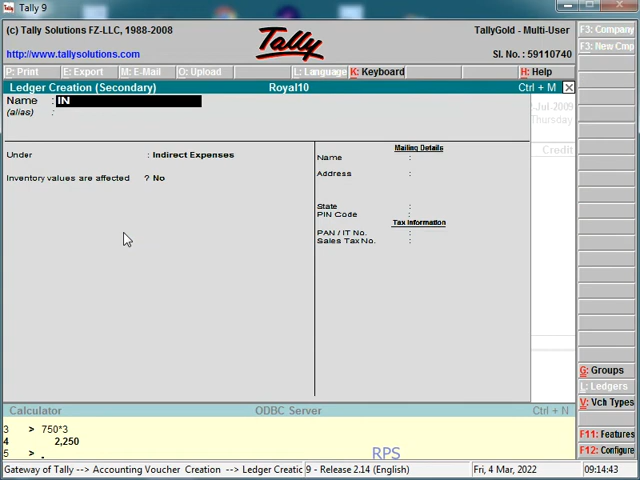 Tally 9
(c) Tally Solutions FZ-LLC, 1988-2008
http://www.tallysolutions.com
Tally
TallyGold - Multi-User
Sl. No. : 59110740
F3: Company
F3: New Cmp
P: Print E: Export M: E-Mail O: Upload L: Language K: Keyboard H: Help
Ledger Creation (Secondary) Royal10 Ctrl + M
Name : IN
(alias) :
-Jul-2009
Thursday
Credit
Under : Indirect Expenses
Inventory values are affected ? No
Mailing Details
Name :
Address :
State :
PIN Code :
Tax Information
PAN / IT No. :
Sales Tax No. :
G: Groups
L: Ledgers
V: Vch Types
F11: Features
F12: Configure
Calculator ODBC Server Ctrl + N
3 > 750*3
4 2,250
5 >
RPS
Gateway of Tally --> Accounting Voucher Creation --> Ledger Creatic 9 - Release 2.14 (English) Fri, 4 Mar, 2022 09:14:43